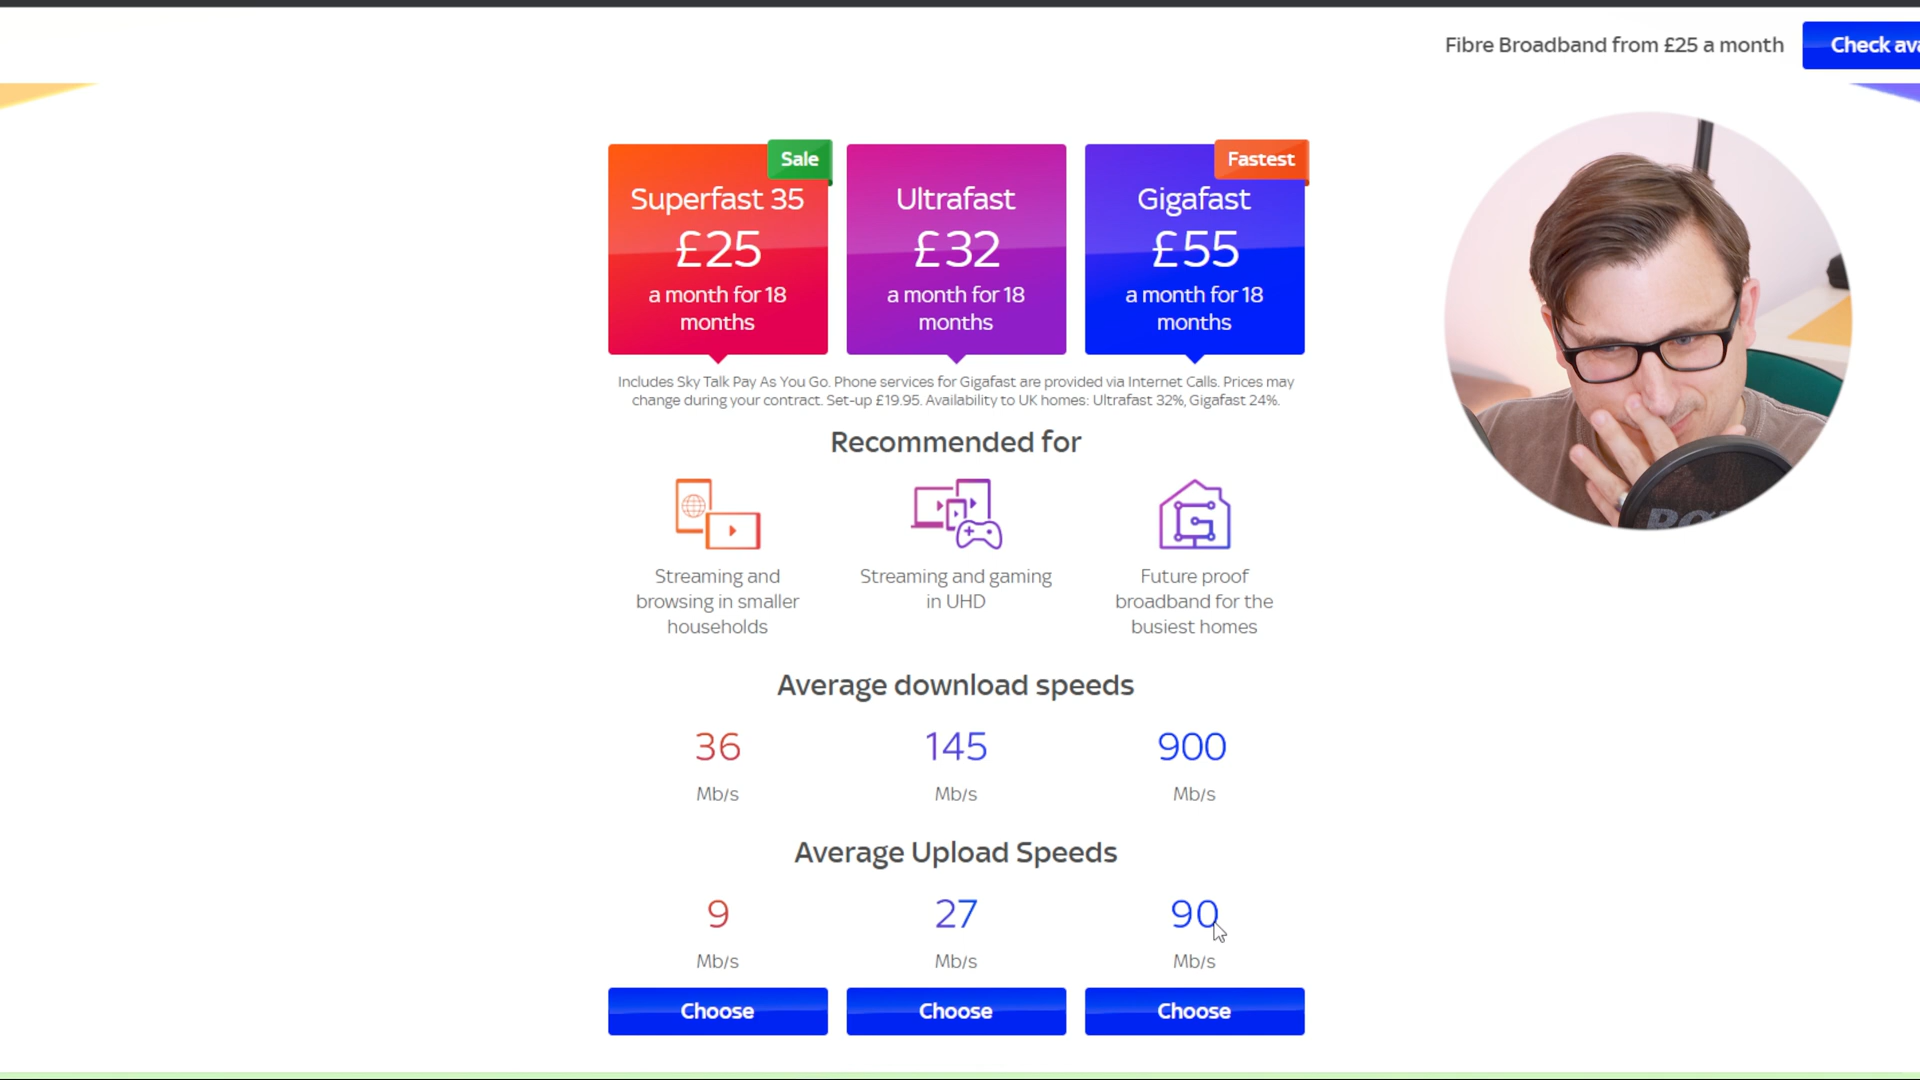 Fibre Broadband from £25 a month
Check
Sale
Fastest
Superfast 35
Ultrafast
Gigafast
£25
£32
£55
a month for 18
months
a month for 18
months
a month for 18
months
Includes Sky Talk Pay As You Go. Phone services for Gigafast are provided via Internet Calls. Prices may
change during your contract. Set-up £19.95. Availability to UK homes: Ultrafast 32%, Gigafast 24%.
Recommended for
Streaming and
browsing in smaller
households
Streaming and gaming
in UHD
Future proof
broadband for the
busiest homes
Average download speeds
36
145
900
Mb/s
Mb/s
Mb/s
Average Upload Speeds
9
27
90
Mb/s
Mb/s
Mb/s
Choose
Choose
Choose